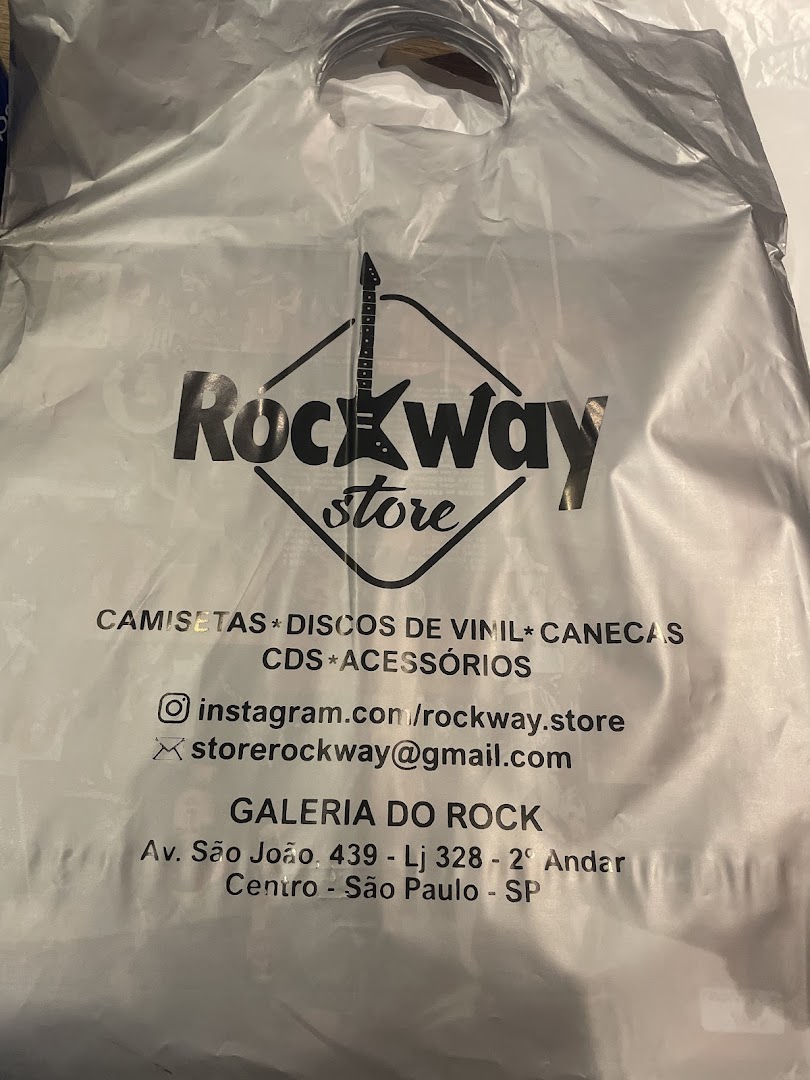 Rockway
store
CAMISETAS*DISCOS DE VINIL*CANECAS
CDS*ACESSÓRIOS
instagram.com/rockway.store
storerockway@gmail.com
GALERIA DO ROCK
Av. São João, 439 - Lj 328 - 2º Andar
Centro - São Paulo - SP